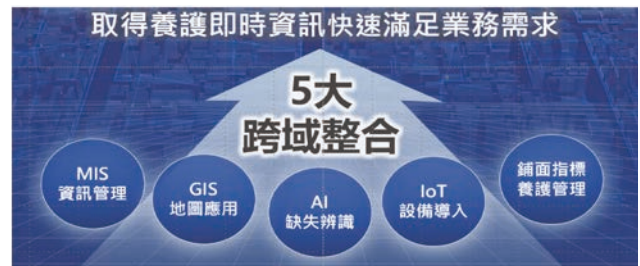 取得養護即時資訊快速滿足業務需求
5大
跨域整合
MIS
資訊管理
GIS
地圖應用
AI
缺失辨識
IoT
設備導入
鋪面指標
養護管理